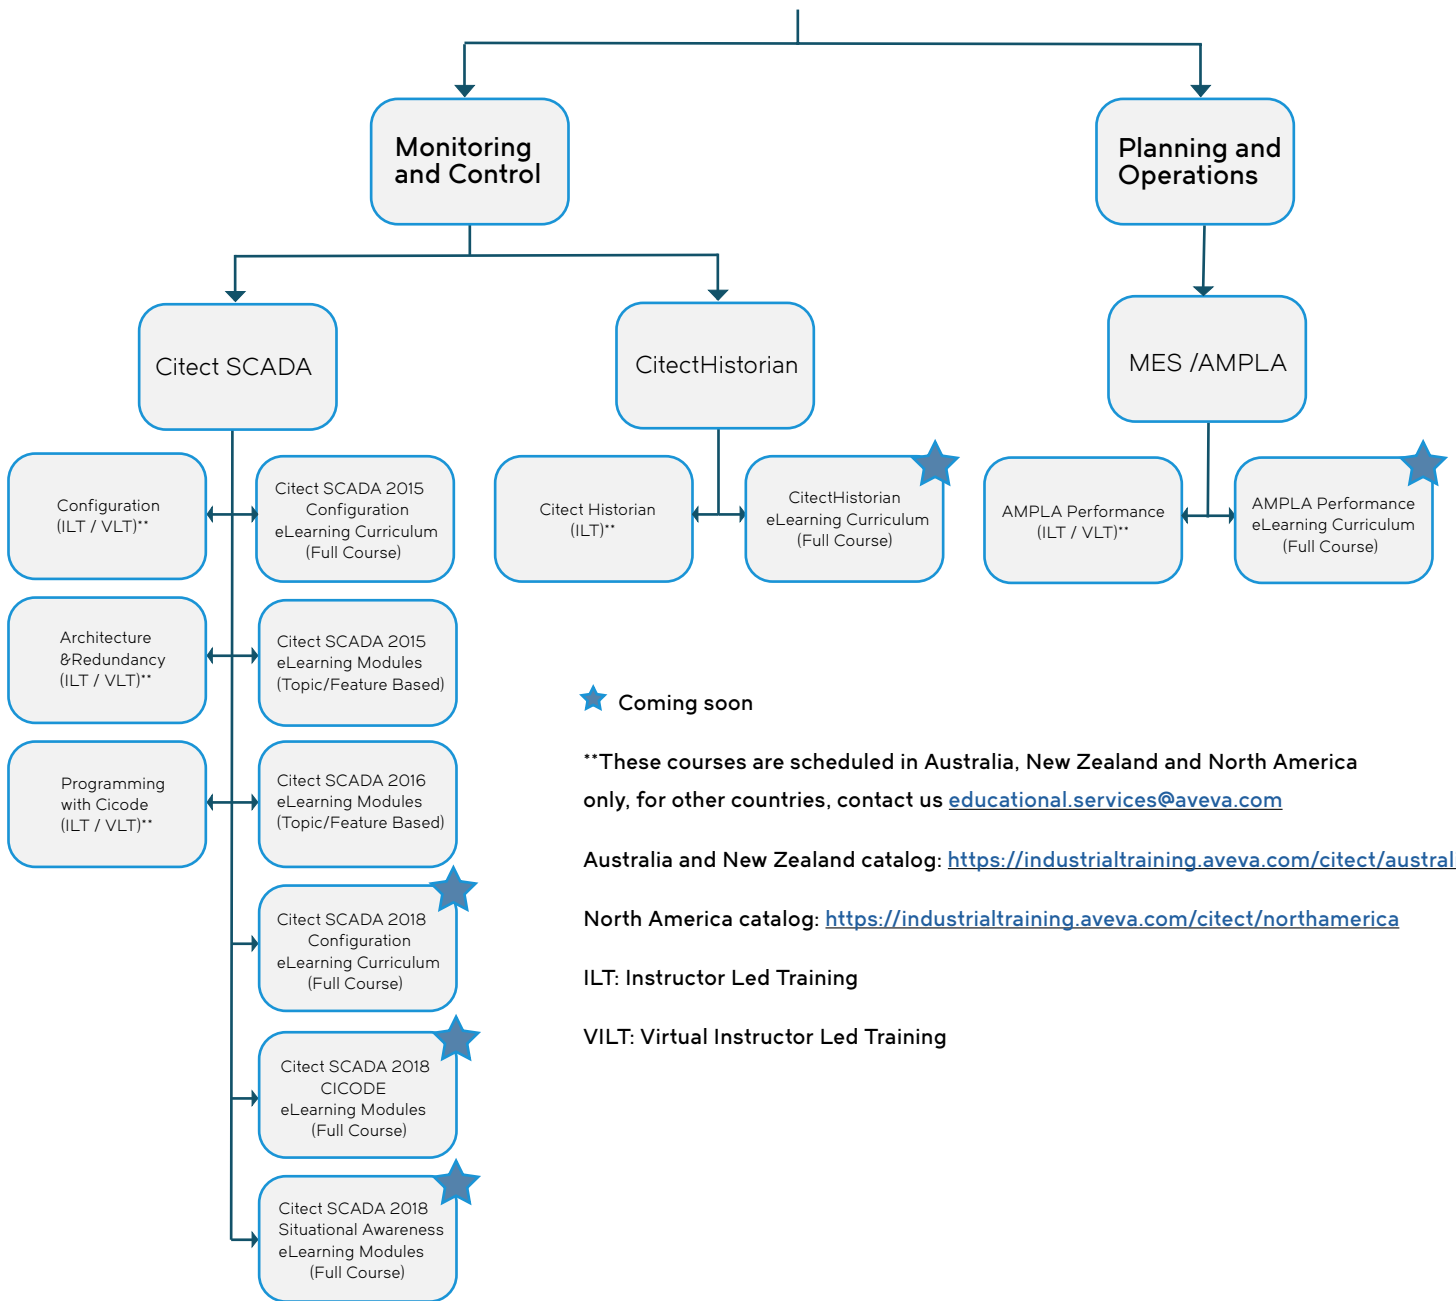 Monitoring
and Control
Planning and
Operations
Citect SCADA
CitectHistorian
MES /AMPLA
Configuration
(ILT / VLT)**
Citect SCADA 2015
Configuration
eLearning Curriculum
(Full Course)
Citect Historian
(ILT)**
CitectHistorian
eLearning Curriculum
(Full Course)
AMPLA Performance
(ILT / VLT)**
AMPLA Performance
eLearning Curriculum
(Full Course)
Architecture
&Redundancy
(ILT / VLT)**
Citect SCADA 2015
eLearning Modules
(Topic/Feature Based)
Programming
with Cicode
(ILT / VLT)**
Citect SCADA 2016
eLearning Modules
(Topic/Feature Based)
Citect SCADA 2018
Configuration
eLearning Curriculum
(Full Course)
Citect SCADA 2018
CICODE
eLearning Modules
(Full Course)
Citect SCADA 2018
Situational Awareness
eLearning Modules
(Full Course)
Coming soon
**These courses are scheduled in Australia, New Zealand and North America
only, for other countries, contact us educational.services@aveva.com
Australia and New Zealand catalog: https://industrialtraining.aveva.com/citect/austral
North America catalog: https://industrialtraining.aveva.com/citect/northamerica
ILT: Instructor Led Training
VILT: Virtual Instructor Led Training